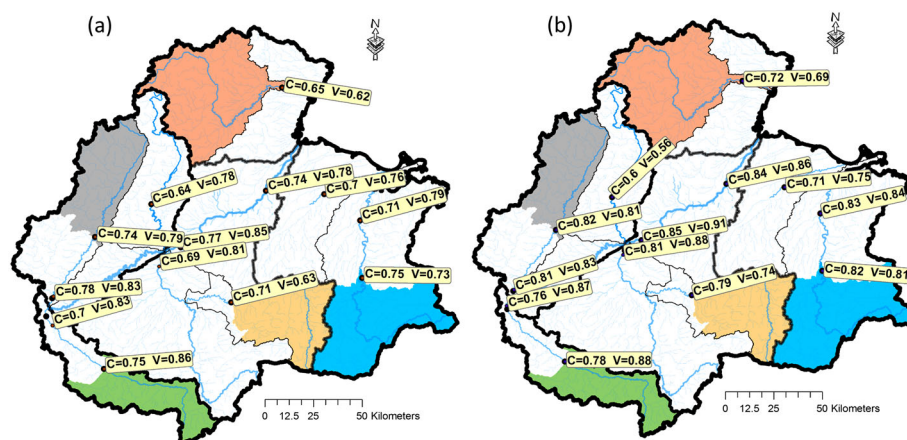 (a)
N
C=0.65 V=0.62
C=0.64 V=0.78
C=0.74 V=0.78
C=0.7 V=0.76
C=0.71 V=0.79
C=0.74 V=0.79
C=0.77 V=0.85
C=0.69 V=0.81
C=0.75 V=0.73
C=0.78 V=0.83
C=0.7 V=0.83
C=0.71 V=0.63
C=0.75 V=0.86
0 12.5 25 50 Kilometers
(b)
N
C=0.72 V=0.69
C=0.6 V=0.56
C=0.84 V=0.86
C=0.71 V=0.75
C=0.83 V=0.84
C=0.82 V=0.81
C=0.85 V=0.91
C=0.81 V=0.88
C=0.82 V=0.81
C=0.81 V=0.83
C=0.76 V=0.87
C=0.79 V=0.74
C=0.78 V=0.88
0 12.5 25 50 Kilometers